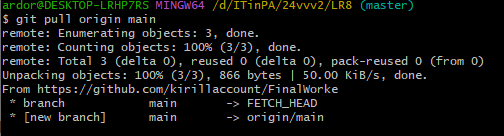 ardor@DESKTOP-LRHP7RS MINGW64 /d/ITinPA/24vvv2/LR8 (master)
$ git pull origin main
remote: Enumerating objects: 3, done.
remote: Counting objects: 100% (3/3), done.
remote: Total 3 (delta 0), reused 0 (delta 0), pack-reused 0 (from 0)
Unpacking objects: 100% (3/3), 866 bytes | 50.00 KiB/s, done.
From https://github.com/kirillaccount/FinalWorke
 * branch            main       -> FETCH_HEAD
 * [new branch]      main       -> origin/main